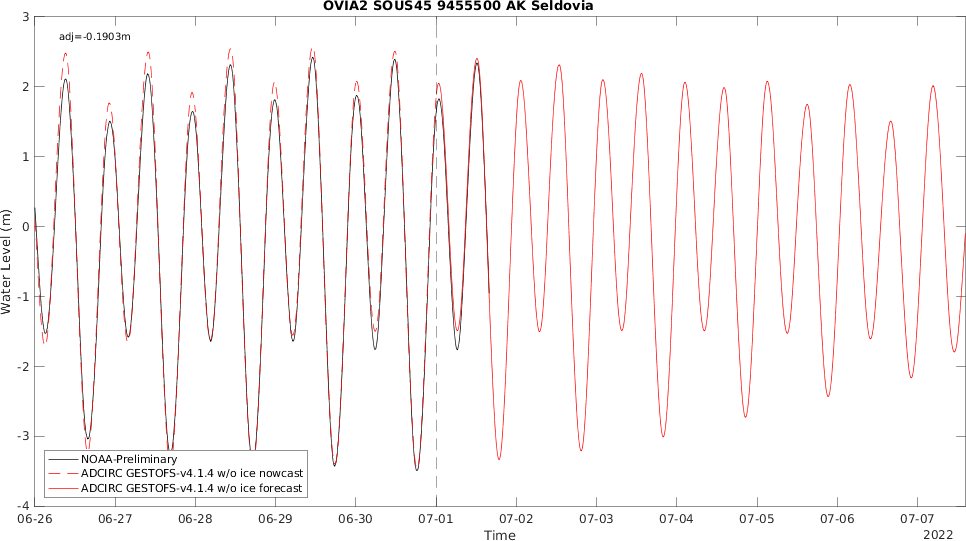 OVIA2 SOUS45 9455500 AK Seldovia
adj=-0.1903m
3
2
1
0
-1
-2
-3
-4
Water Level (m)
NOAA-Preliminary
ADCIRC GESTOFS-v4.1.4 w/o ice nowcast
ADCIRC GESTOFS-v4.1.4 w/o ice forecast
06-26 06-27 06-28 06-29 06-30 07-01 07-02 07-03 07-04 07-05 07-06 07-07
Time
2022